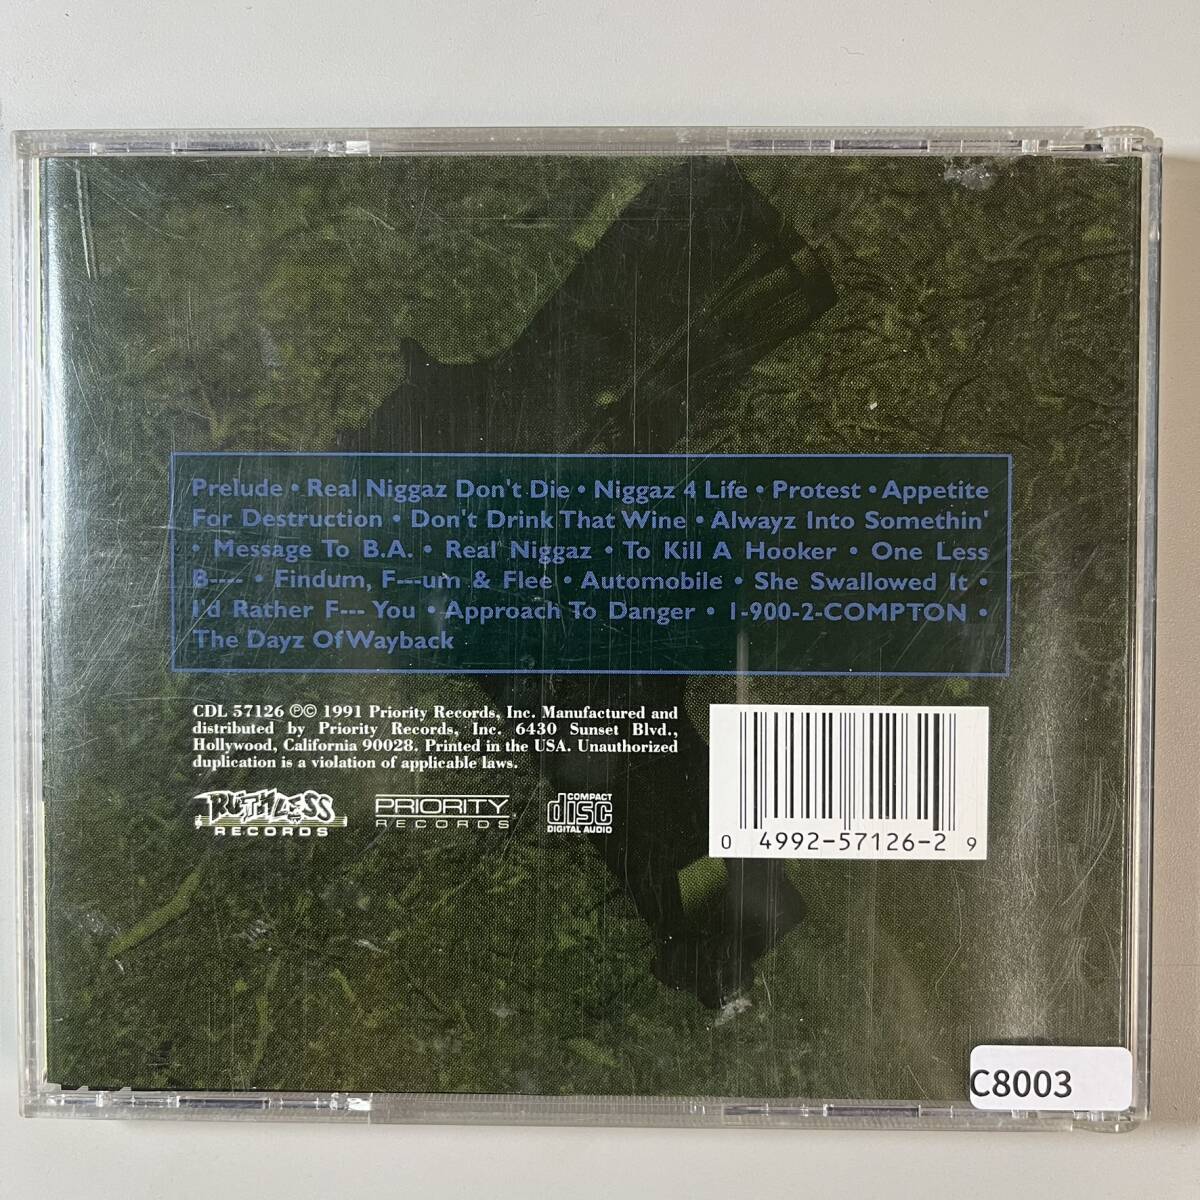 Prelude • Real Niggaz Don't Die • Niggaz 4 Life • Protest • Appetite
For Destruction • Don't Drink That Wine • Alwayz Into Somethin'
• Message To B.A. • Real Niggaz • To Kill A Hooker • One Less
B---- • Findum, F---um & Flee • Automobile • She Swallowed It •
I'd Rather F--- You • Approach To Danger • 1-900-2-COMPTON •
The Dayz Of Wayback
CDL 57126 ℗© 1991 Priority Records, Inc. Manufactured and
distributed by Priority Records, Inc. 6430 Sunset Blvd.,
Hollywood, California 90028. Printed in the USA. Unauthorized
duplication is a violation of applicable laws.
RUTHLESS
RECORDS
PRIORITY
RECORDS
COMPACT
disc
DIGITAL AUDIO
0 4992-57126-2 9
C8003